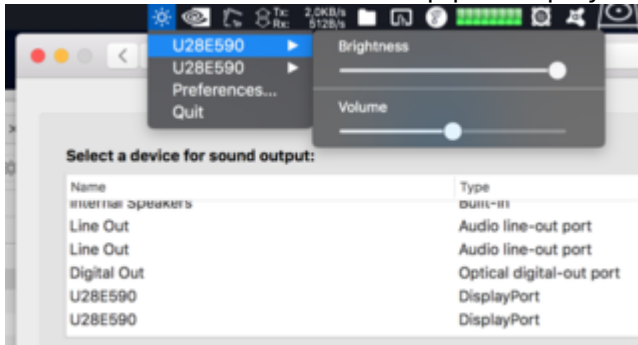 Tx: 2,0KB/s
Rx: 512B/s
U28E590
U28E590
Preferences...
Quit
Brightness
Volume
Select a device for sound output:
Name Type
Internal Speakers Built-in
Line Out Audio line-out port
Line Out Audio line-out port
Digital Out Optical digital-out port
U28E590 DisplayPort
U28E590 DisplayPort